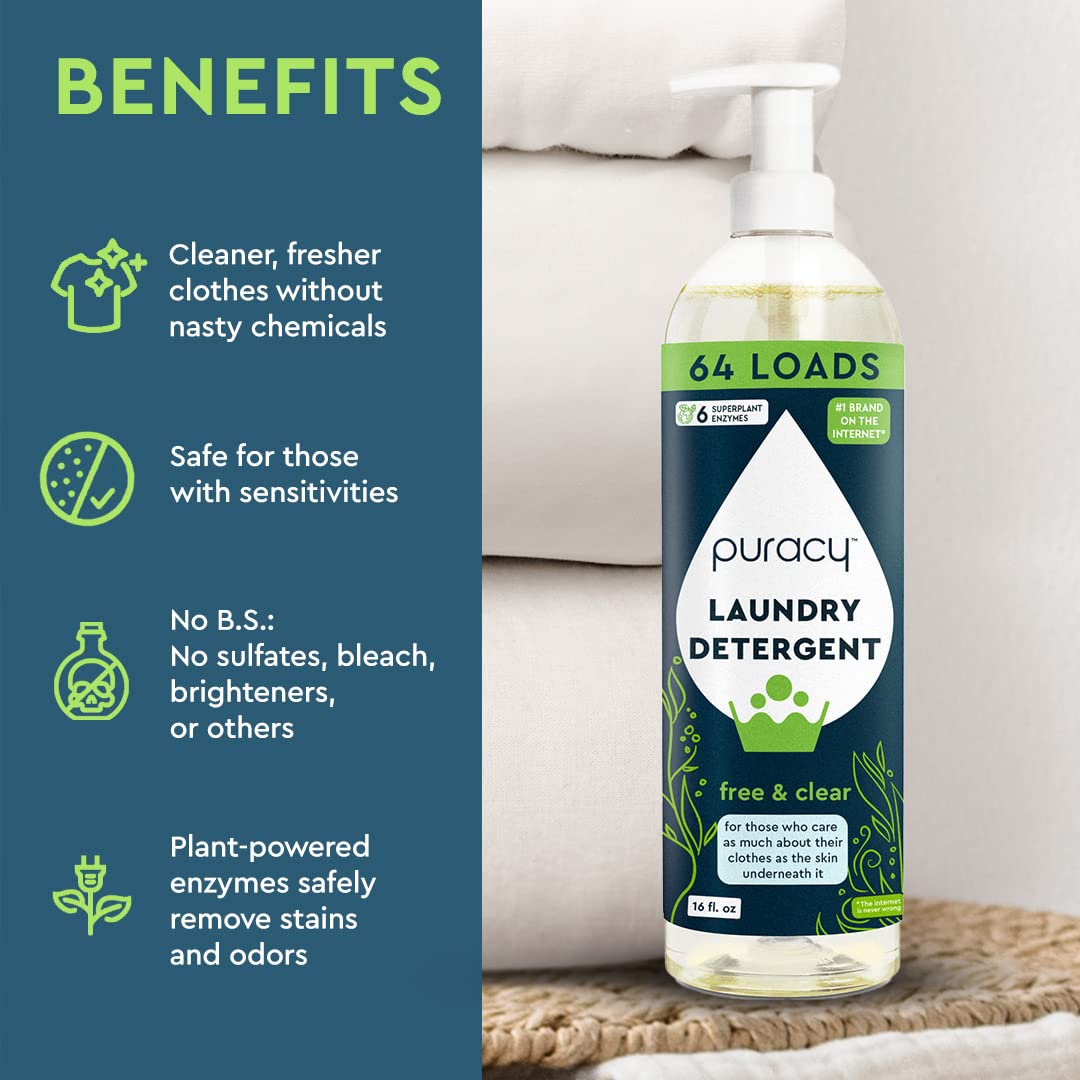 BENEFITS
Cleaner, fresher
clothes without
nasty chemicals
Safe for those
with sensitivities
No B.S.:
No sulfates, bleach,
brighteners,
or others
Plant-powered
enzymes safely
remove stains
and odors
64 LOADS
6 SUPERPLANT
ENZYMES
#1 BRAND
ON THE
INTERNET*
puracy™
LAUNDRY
DETERGENT
free & clear
for those who care
as much about their
clothes as the skin
underneath it
16 fl. oz
*The internet
is never wrong